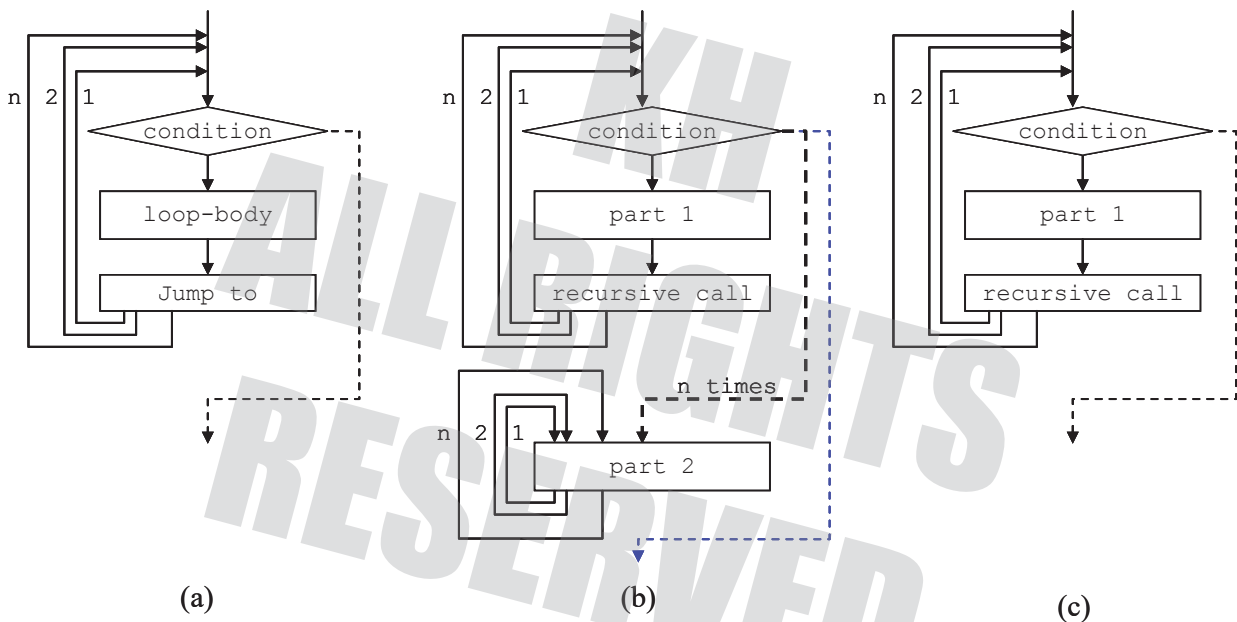 n 2 1
condition
loop-body
Jump to
(a)
n 2 1
condition
part 1
recursive call
n times
n 2 1
part 2
(b)
n 2 1
condition
part 1
recursive call
(c)
KH
ALL RIGHTS
RESERVED